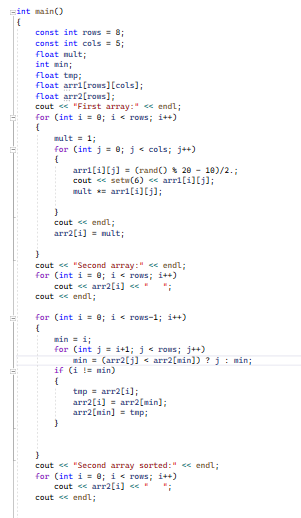 int main()
{
const int rows = 8;
const int cols = 5;
float mult;
int min;
float tmp;
float arr1[rows][cols];
float arr2[rows];
cout << "First array:" << endl;
for (int i = 0; i < rows; i++)
{
mult = 1;
for (int j = 0; j < cols; j++)
{
arr1[i][j] = (rand() % 20 - 10)/2.;
cout << setw(6) << arr1[i][j];
mult *= arr1[i][j];
}
cout << endl;
arr2[i] = mult;
}
cout << "Second array:" << endl;
for (int i = 0; i < rows; i++)
cout << arr2[i] << "   ";
cout << endl;
for (int i = 0; i < rows-1; i++)
{
min = i;
for (int j = i+1; j < rows; j++)
min = (arr2[j] < arr2[min]) ? j : min;
if (i != min)
{
tmp = arr2[i];
arr2[i] = arr2[min];
arr2[min] = tmp;
}
}
cout << "Second array sorted:" << endl;
for (int i = 0; i < rows; i++)
cout << arr2[i] << "   ";
cout << endl;